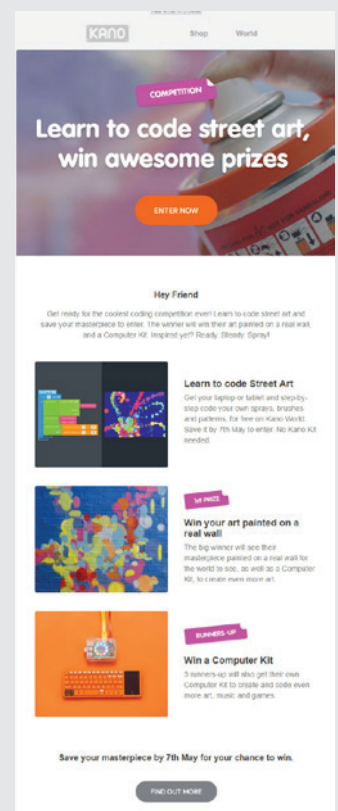 KANO
Shop World
COMPETITION
Learn to code street art,
win awesome prizes
ENTER NOW
Hey Friend
Get ready for the coolest coding competition ever! Learn to code street art and
save your masterpiece to enter. The winner will win their art painted on a real wall,
and a Computer Kit. Inspired yet? Ready. Steady. Spray!
Learn to code Street Art
Get your laptop or tablet and step-by-
step code your own sprays, brushes
and patterns, for free on Kano World.
Save it by 7th May to enter. No Kano Kit
needed.
1st PRIZE
Win your art painted on a
real wall
The big winner will see their
masterpiece painted on a real wall for
the world to see, as well as a Computer
Kit, to create even more art.
RUNNERS-UP
Win a Computer Kit
5 runners-up will also get their own
Computer Kit to create and code even
more art, music and games.
Save your masterpiece by 7th May for your chance to win.
FIND OUT MORE